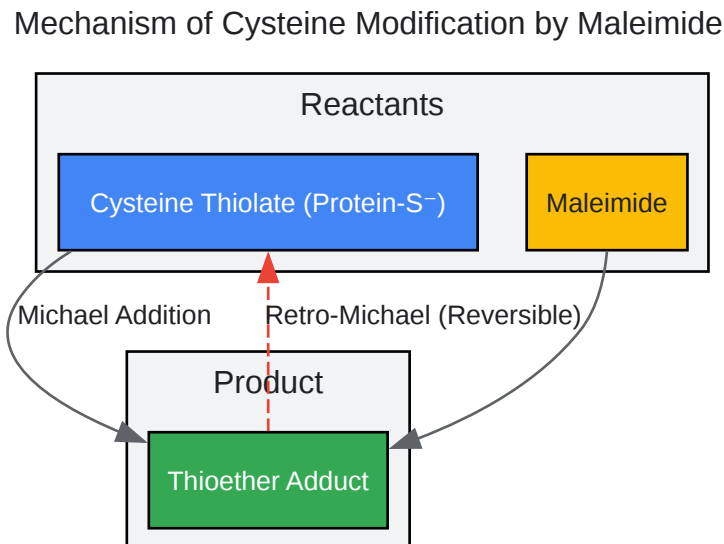 Mechanism of Cysteine Modification by Maleimide
Reactants
Cysteine Thiolate (Protein-S⁻)
Maleimide
Michael Addition
Retro-Michael (Reversible)
Product
Thioether Adduct